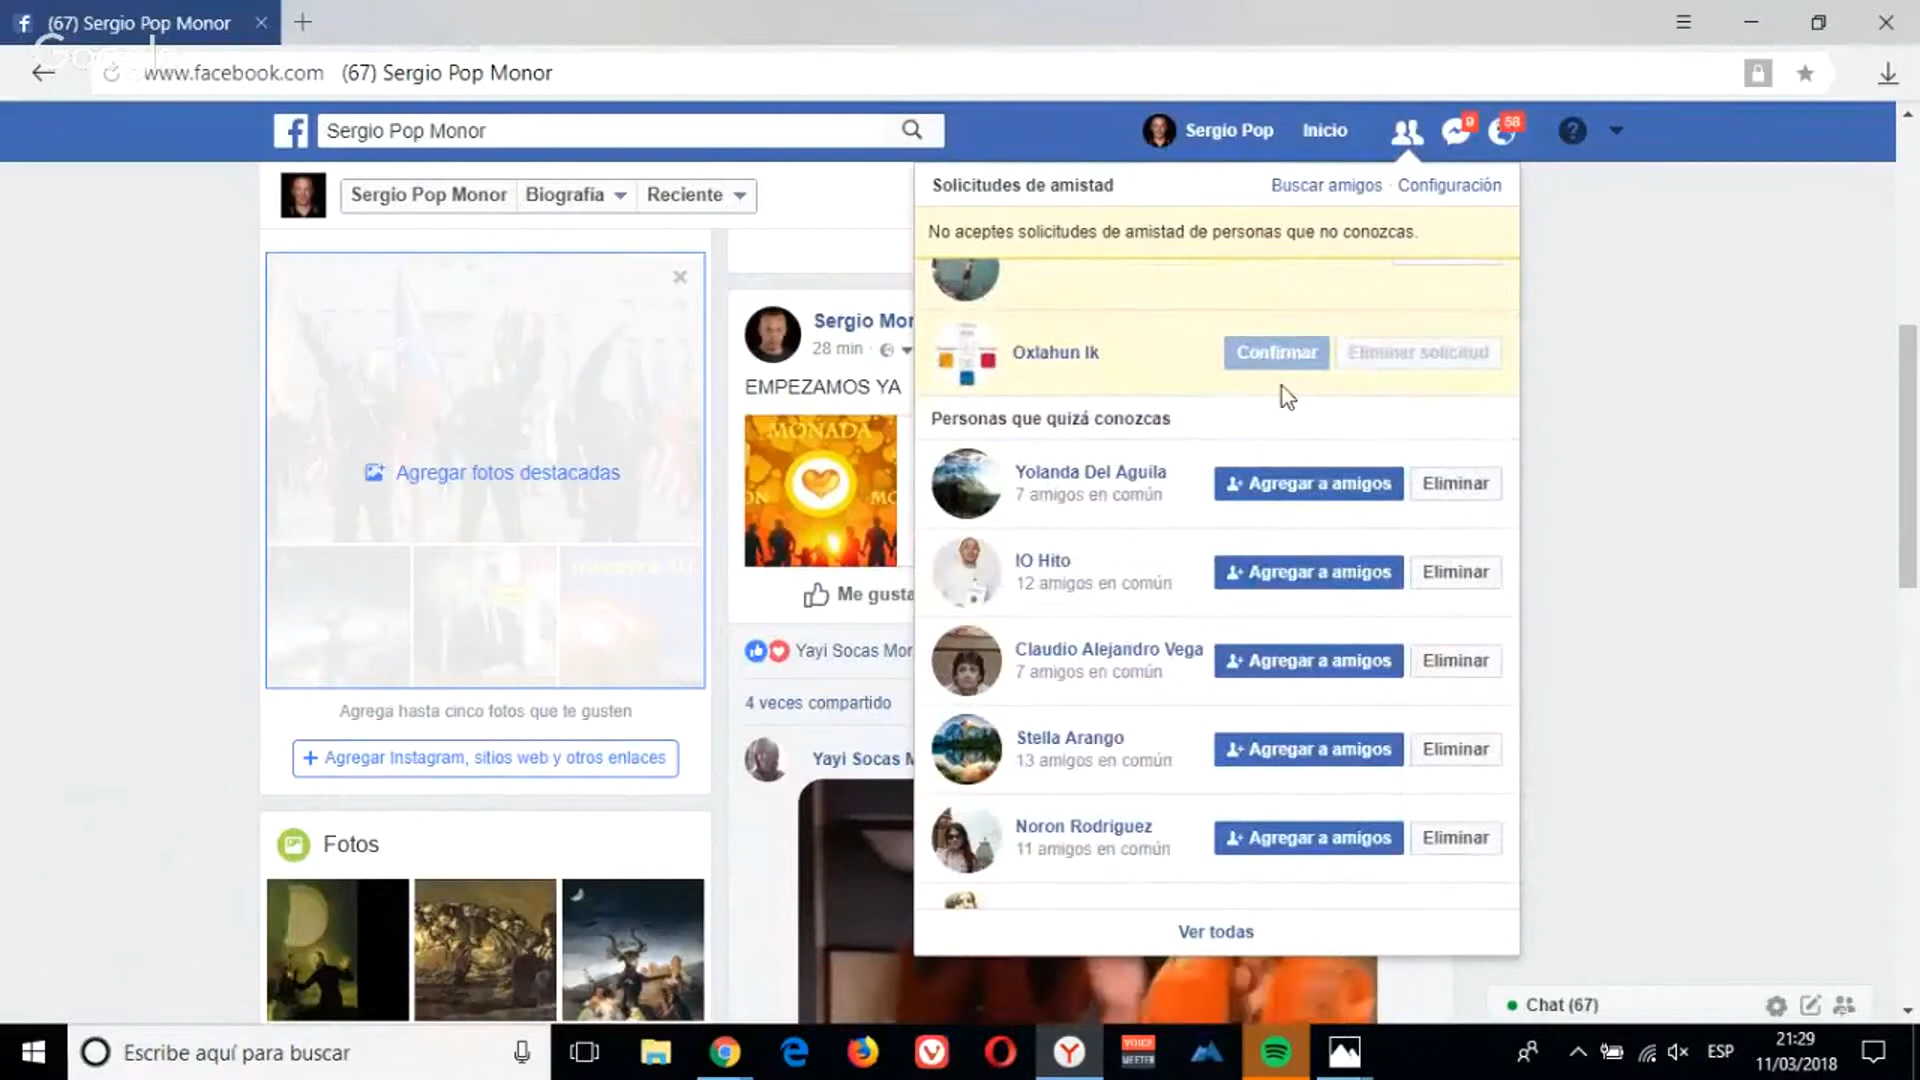 (67) Sergio Pop Monor
www.facebook.com (67) Sergio Pop Monor
Sergio Pop Monor
Sergio Pop
Inicio
9
58
Sergio Pop Monor
Biografía
Reciente
Solicitudes de amistad
Buscar amigos · Configuración
No aceptes solicitudes de amistad de personas que no conozcas.
Oxlahun Ik
Confirmar
Eliminar solicitud
Personas que quizá conozcas
Yolanda Del Aguila
7 amigos en común
Agregar a amigos
Eliminar
IO Hito
12 amigos en común
Agregar a amigos
Eliminar
Claudio Alejandro Vega
7 amigos en común
Agregar a amigos
Eliminar
Stella Arango
13 amigos en común
Agregar a amigos
Eliminar
Noron Rodriguez
11 amigos en común
Agregar a amigos
Eliminar
Ver todas
Agregar fotos destacadas
Agrega hasta cinco fotos que te gusten
+ Agregar Instagram, sitios web y otros enlaces
Fotos
Sergio Mor
28 min
EMPEZAMOS YA
MONADA
Me gusta
Yayi Socas Mor
4 veces compartido
Yayi Socas M
Chat (67)
Escribe aquí para buscar
VOICE
MEETER
ESP
21:29
11/03/2018